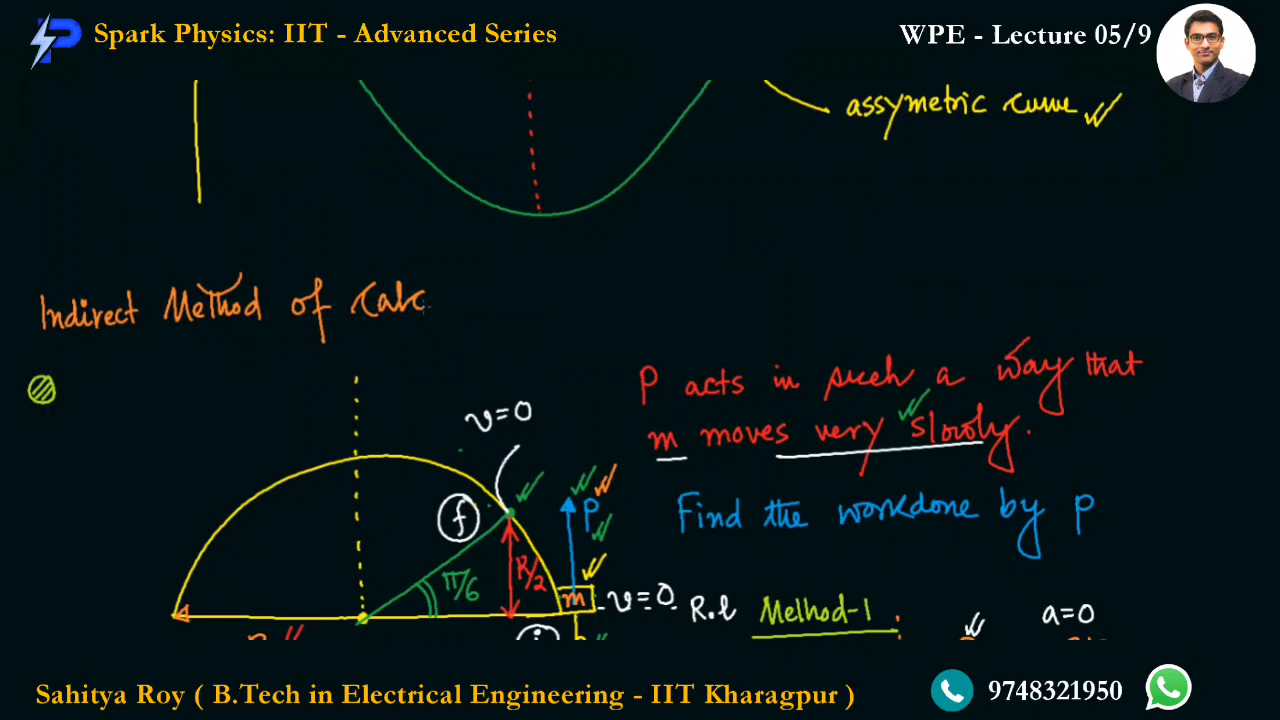 Spark Physics: IIT - Advanced Series
WPE - Lecture 05/9
assymetric curve
Indirect Method of Calc
P acts in such a way that
m moves very slowly.
Find the workdone by P
v=0
f
P
π/6
R/2
m
v=0
R.l
Method-1
a=0
Sahitya Roy ( B.Tech in Electrical Engineering - IIT Kharagpur )
9748321950